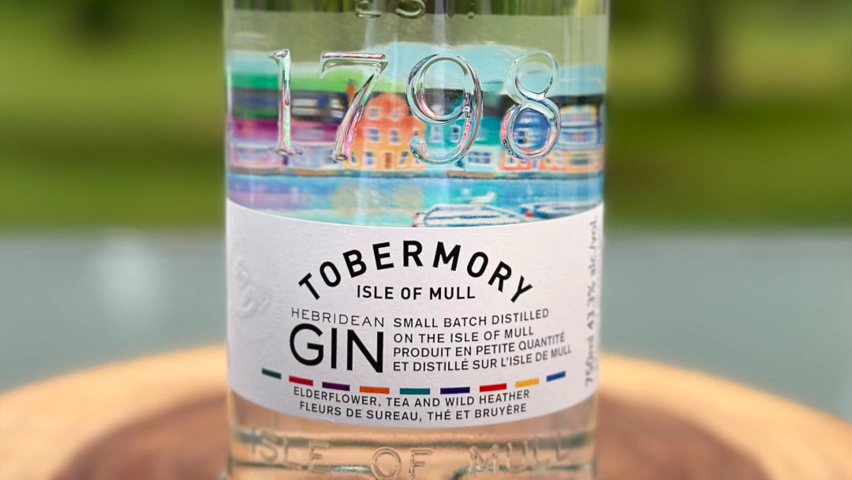 EST.
1798
TOBERMORY
ISLE OF MULL
HEBRIDEAN
GIN
SMALL BATCH DISTILLED
ON THE ISLE OF MULL
PRODUIT EN PETITE QUANTITÉ
ET DISTILLÉ SUR L'ISLE DE MULL
ELDERFLOWER, TEA AND WILD HEATHER
FLEURS DE SUREAU, THÉ ET BRUYÈRE
750ml 43.3% alc./vol.
ISLE OF MULL